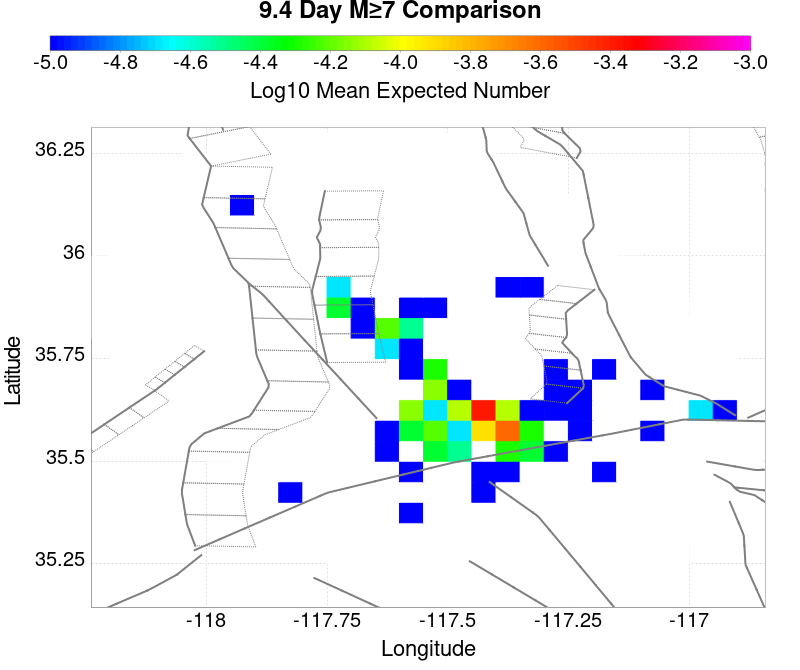 9.4 Day M≥7 Comparison
-5.0 -4.8 -4.6 -4.4 -4.2 -4.0 -3.8 -3.6 -3.4 -3.2 -3.0
Log10 Mean Expected Number
36.25
36
35.75
35.5
35.25
Latitude
-118 -117.75 -117.5 -117.25 -117
Longitude